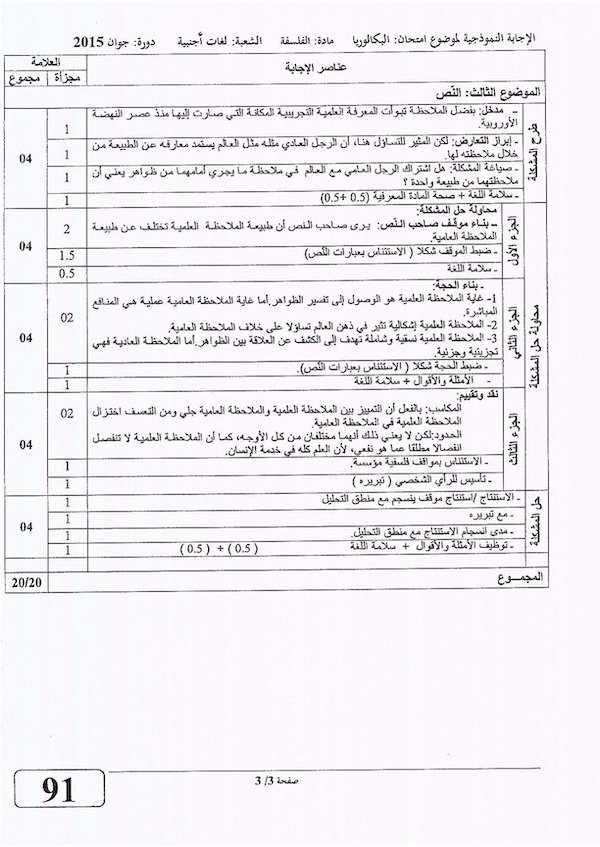 الإجابة النموذجية لموضوع امتحان: البكالوريا مادة: الفلسفة الشعبة: لغات أجنبية دورة: جوان 2015
عناصر الإجابة العلامة
مجزأة مجموع
الموضوع الثالث: النّص
طرح المشكلة
ـ مدخل: بفضل الملاحظة تبوأت المعرفة العلمية التجريبية المكانة التي صارت إليها منذ عصر النهضة
الأوروبية. 1
ـ إبراز التعارض: لكن المثير للتساؤل هنا، أن الرجل العادي مثله مثل العالم يستمد معارفه عن الطبيعة من
خلال ملاحظته لها. 1
04
ـ صياغة المشكلة: هل اشتراك الرجل العامي مع العالم في ملاحظة ما يجري أمامهما من ظواهر يعني أن
ملاحظتهما من طبيعة واحدة ؟ 1
ـ سلامة اللغة + صحة المادة المعرفية (0.5 +0.5) 1
محاولة حل المشكلة
الجزء الأول
محاولة حل المشكلة:
ـ بناء موقف صاحب النّص: يرى صاحب النص أن طبيعة الملاحظة العلمية تختلف عن طبيعة
الملاحظة العامية. 2
04
ـ ضبط الموقف شكلا ( الاستئناس بعبارات النّص) 1.5
ـ سلامة اللغة 0.5
الجزء الثاني
ـ بناء الحجة:
1- غاية الملاحظة العلمية هو الوصول إلى تفسير الظواهر.أما غاية الملاحظة العامية عملية هي المنافع
المباشرة. 02
2- الملاحظة العلمية إشكالية تثير في ذهن العالم تساؤلا على خلاف الملاحظة العامية.
3- الملاحظة العلمية نسقية وشاملة تهدف إلى الكشف عن العلاقة بين الظواهر.أما الملاحظة العادية فهي
تجزيئية وجزئية.
04
ـ ضبط الحجة شكلا ( الاستئناس بعبارات النّص). 1
- الأمثلة والأقوال + سلامة اللغة 1
الجزء الثالث
نقد وتقييم:
المكاسب: بالفعل أن التمييز بين الملاحظة العلمية والملاحظة العامية جلي ومن التعسف اختزال
الملاحظة العلمية في الملاحظة العامية. 02
الحدود:لكن لا يعني ذلك أنهما مختلفان من كل الأوجه، كما أن الملاحظة العلمية لا تنفصل
انفصالا مطلقا عما هو نفعي، لأن العلم كله في خدمة الإنسان.
04
ـ الاستئناس بمواقف فلسفية مؤسسة. 1
ـ تأسيس للرأي الشخصي ( تبريره ) 1
حل المشكلة
ـ الاستنتاج /استنتاج موقف ينسجم مع منطق التحليل 1
ـ مع تبريره 1
04
ـ مدى انسجام الاستنتاج مع منطق التحليل. 1
ـ توظيف الأمثلة والأقوال + سلامة اللغة ( 0.5 ) + ( 0.5 ) 1
المجمـــوع 20/20
صفحة 3/ 3
91